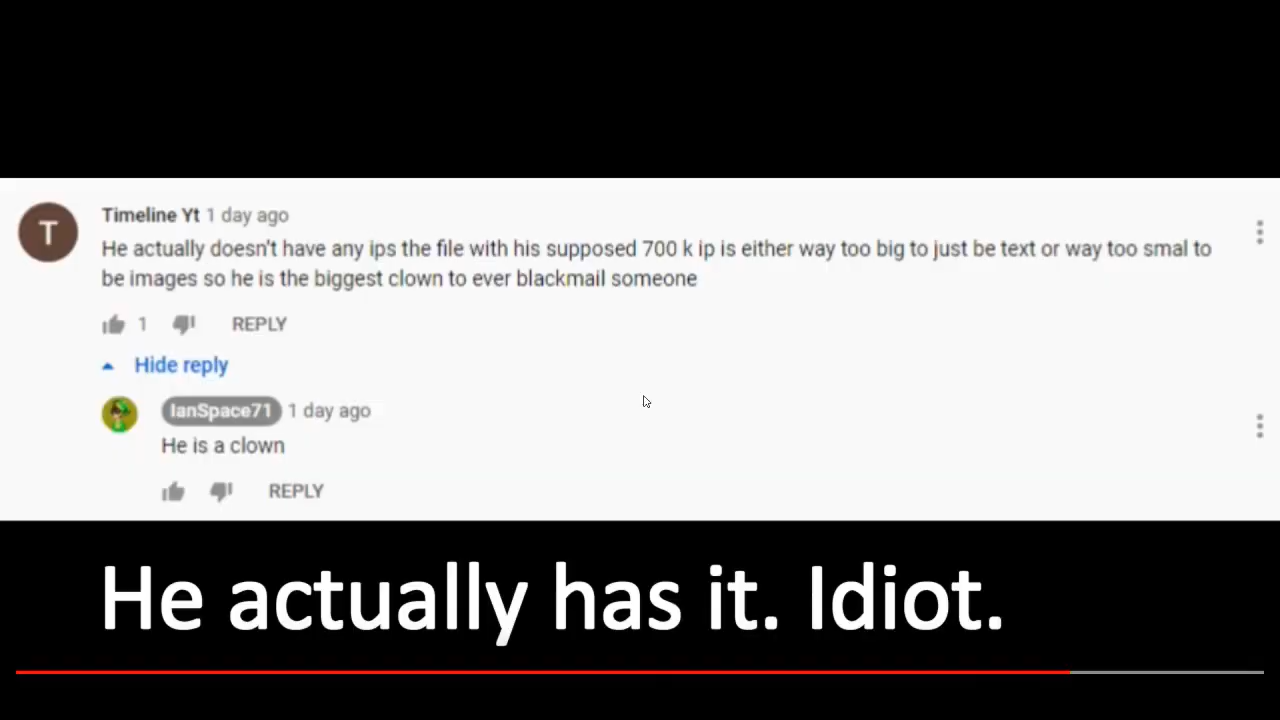 T
Timeline Yt 1 day ago
He actually doesn't have any ips the file with his supposed 700 k ip is either way too big to just be text or way too smal to
be images so he is the biggest clown to ever blackmail someone
1 REPLY
Hide reply
IanSpace71 1 day ago
He is a clown
REPLY
He actually has it. Idiot.